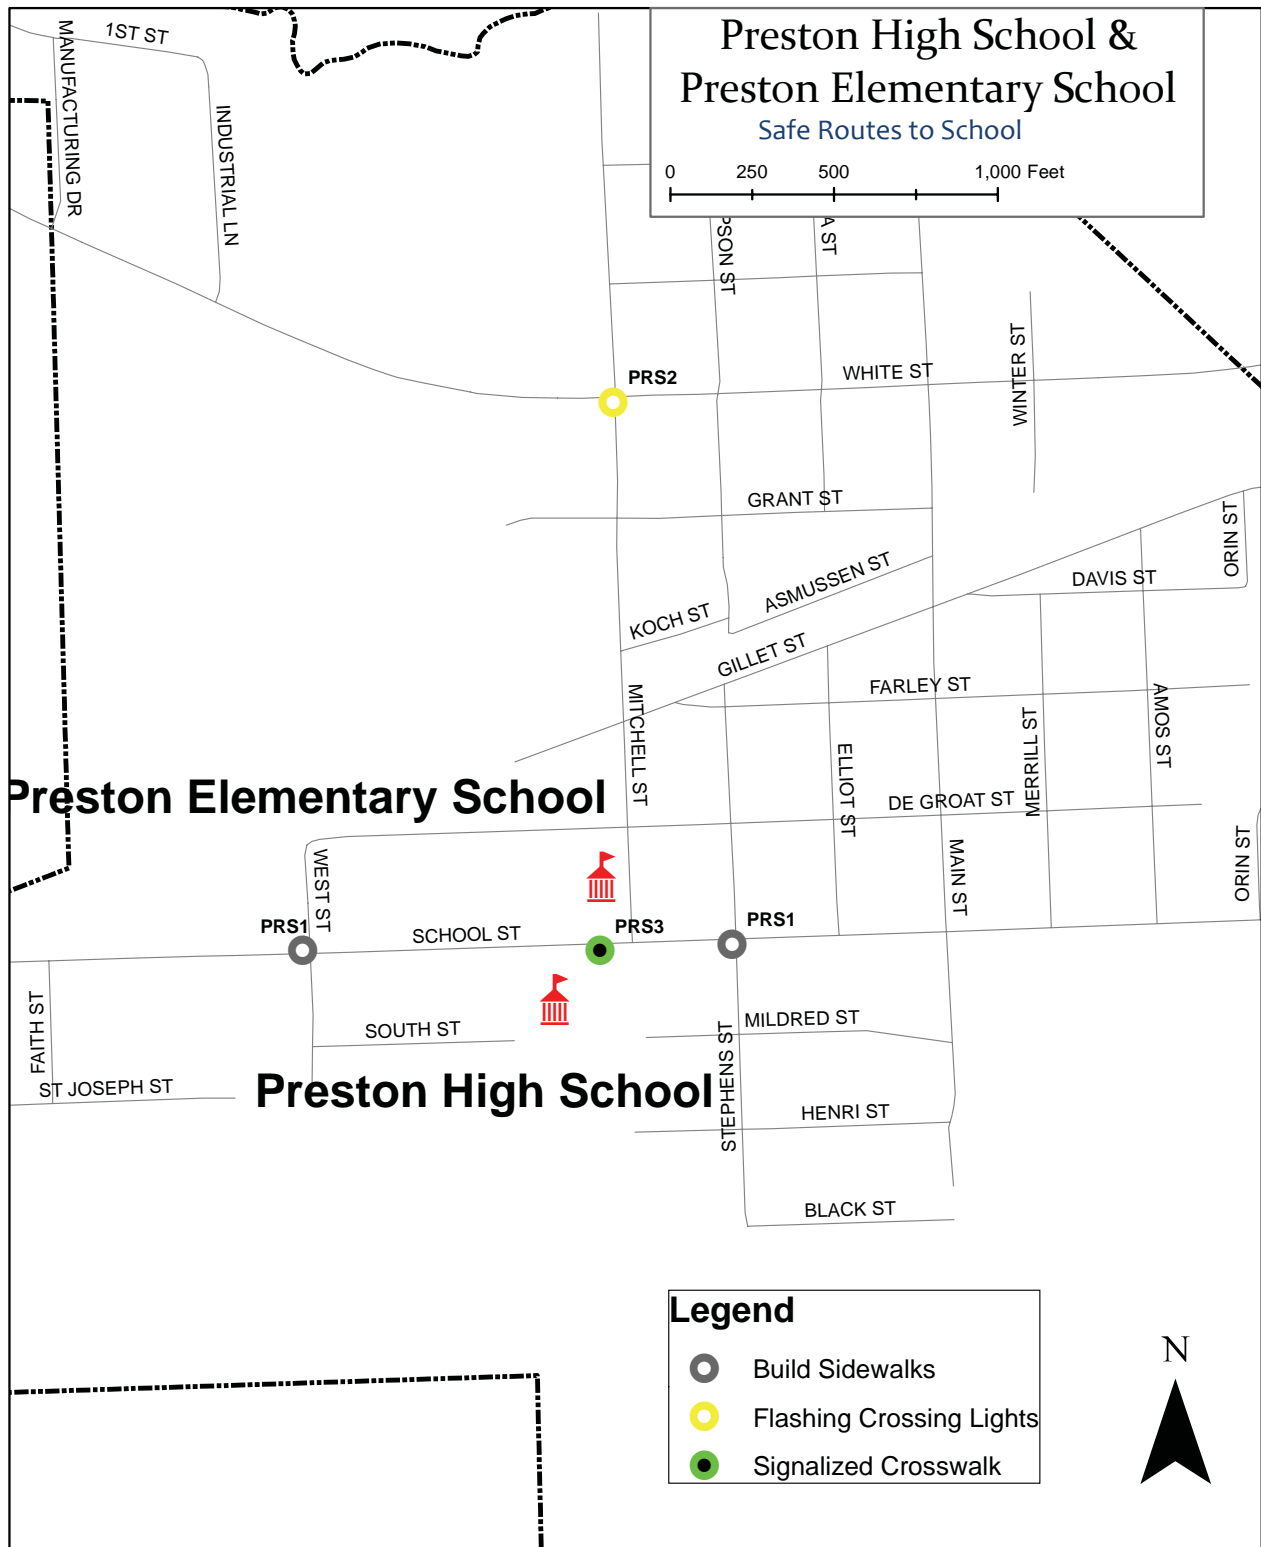 Preston High School &
Preston Elementary School
Safe Routes to School
0 250 500 1,000 Feet
1ST ST
MANUFACTURING DR
INDUSTRIAL LN
SON ST
A ST
WINTER ST
WHITE ST
PRS2
GRANT ST
ORIN ST
ASMUSSEN ST
DAVIS ST
KOCH ST
GILLET ST
FARLEY ST
MITCHELL ST
AMOS ST
MERRILL ST
ELLIOT ST
Preston Elementary School
DE GROAT ST
ORIN ST
WEST ST
MAIN ST
PRS1
SCHOOL ST
PRS3
PRS1
FAITH ST
SOUTH ST
MILDRED ST
STEPHENS ST
ST JOSEPH ST
Preston High School
HENRI ST
BLACK ST
Legend
Build Sidewalks
Flashing Crossing Lights
Signalized Crosswalk
N